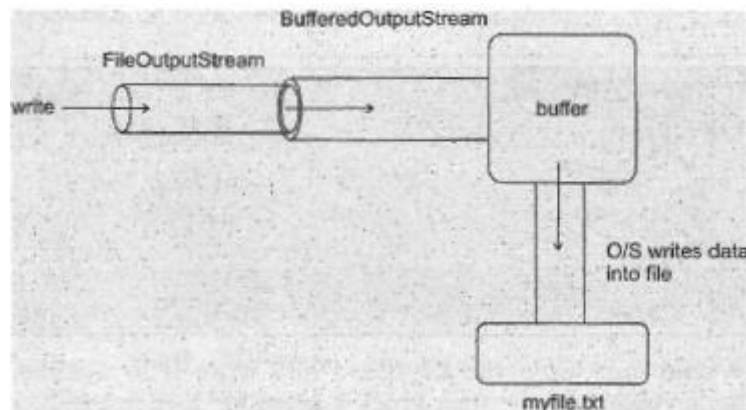 BufferedOutputStream
FileOutputStream
write
buffer
O/S writes data
into file
myfile.txt